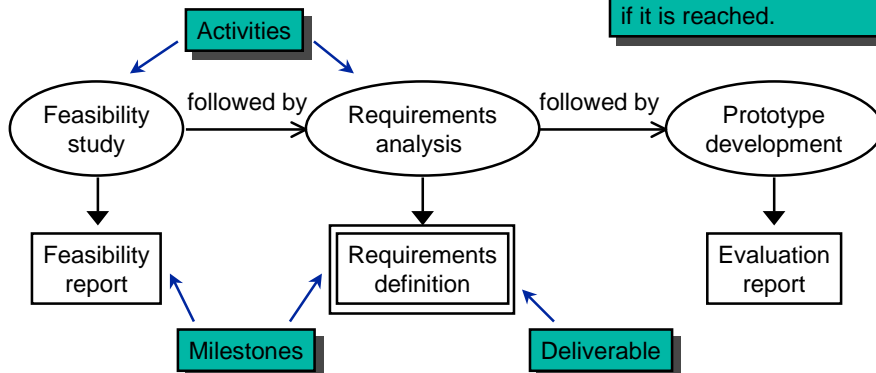 if it is reached.
Activities
followed by
followed by
Feasibility
study
Requirements
analysis
Prototype
development
Feasibility
report
Requirements
definition
Evaluation
report
Milestones
Deliverable